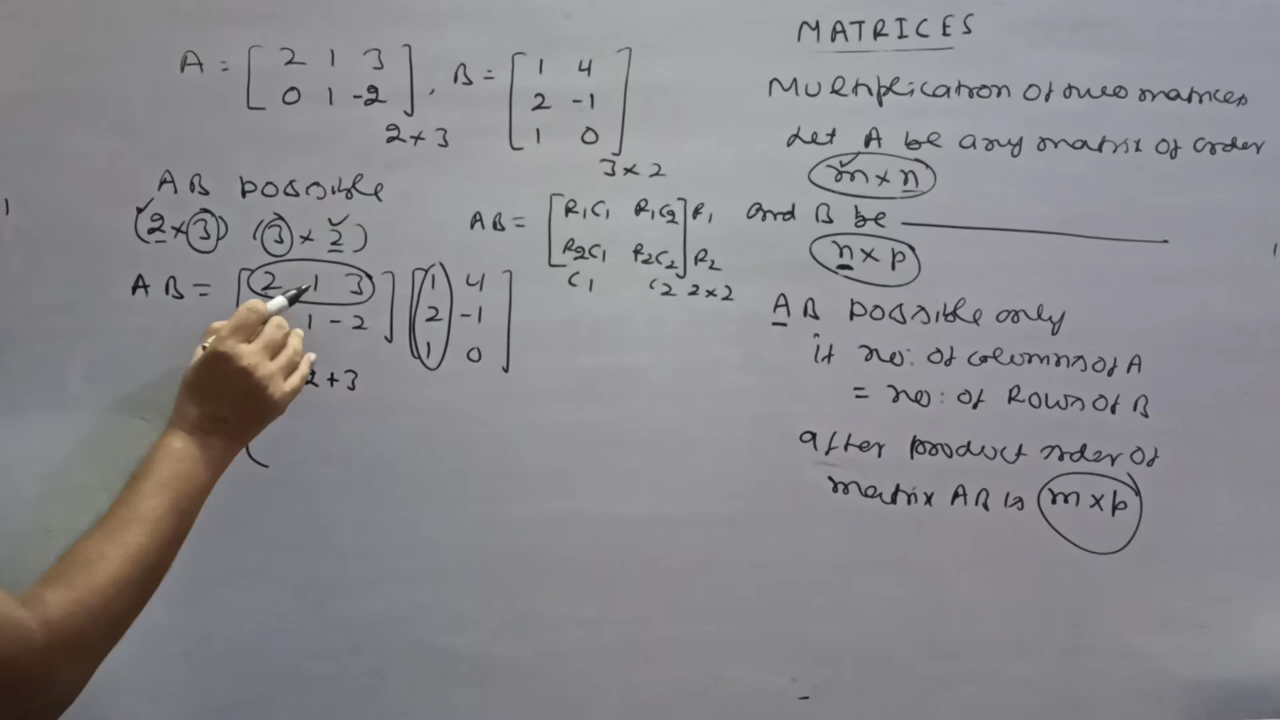 MATRICES
A = [ 2 1 3
0 1 -2 ] 2×3 , B = [ 1 4
2 -1
1 0 ] 3×2
AB possible
(2×3) (3×2)
AB = [ R1C1 R1C2 ] R1
[ R2C1 R2C2 ] R2
C1 C2 2×2
AB = [ 2 1 3 ] [ 1 4
1 -2 ] 2 -1
1 0 ]
2+3
Multiplication of two matrices
Let A be any matrix of order
m×n
and B be
n×p
AB possible only
if no: of columns of A
= no: of Rows of B
after product order of
matrix AB is m×p